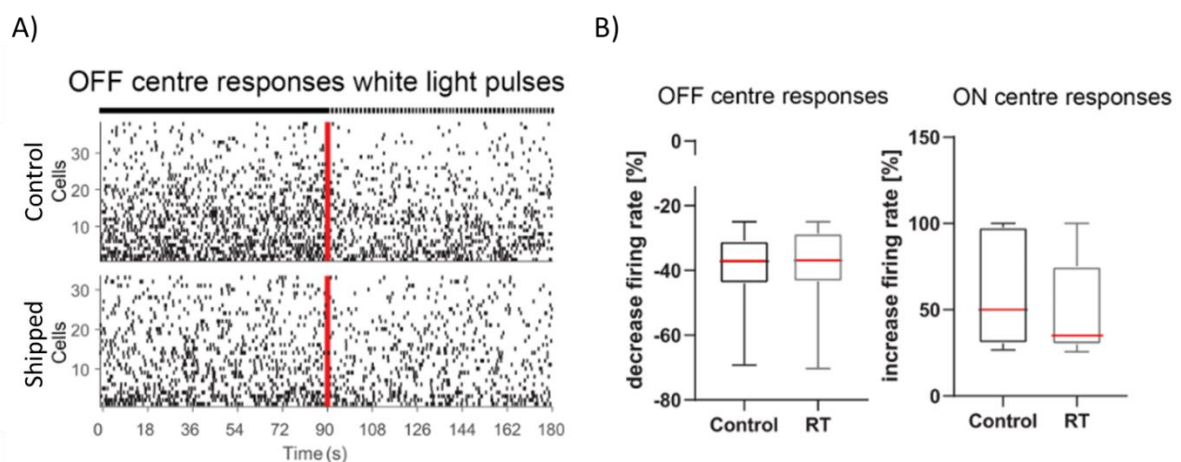 A)
OFF centre responses white light pulses
Control
Cells
30
20
10
Shipped
Cells
30
20
10
0 18 36 54 72 90 108 126 144 162 180
Time (s)
B)
OFF centre responses
decrease firing rate [%]
0
-20
-40
-60
-80
Control RT
ON centre responses
increase firing rate [%]
150
100
50
0
Control RT